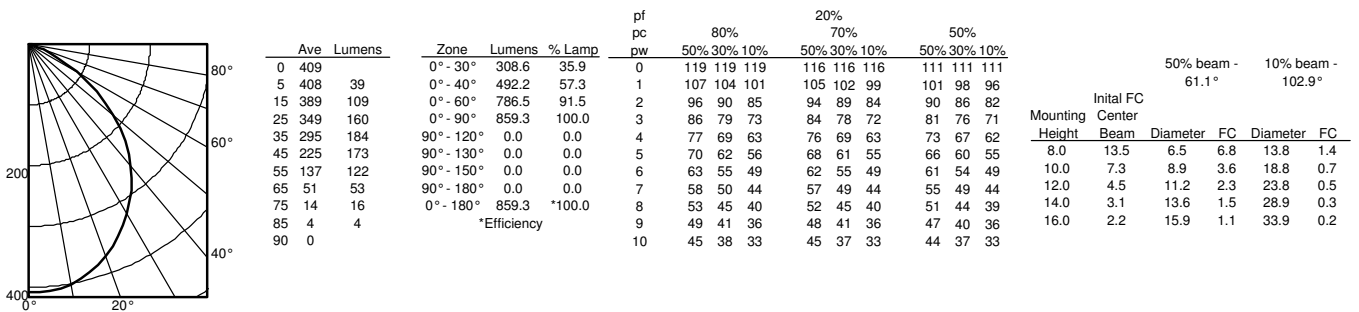 80°
60°
40°
200
400
0°
20°
Ave Lumens
0 409
5 408 39
15 389 109
25 349 160
35 295 184
45 225 173
55 137 122
65 51 53
75 14 16
85 4 4
90 0
Zone Lumens % Lamp
0° - 30° 308.6 35.9
0° - 40° 492.2 57.3
0° - 60° 786.5 91.5
0° - 90° 859.3 100.0
90° - 120° 0.0 0.0
90° - 130° 0.0 0.0
90° - 150° 0.0 0.0
90° - 180° 0.0 0.0
0° - 180° 859.3 *100.0
*Efficiency
pf 20%
pc 80% 70% 50%
pw 50% 30% 10% 50% 30% 10% 50% 30% 10%
0 119 119 119 116 116 116 111 111 111
1 107 104 101 105 102 99 101 98 96
2 96 90 85 94 89 84 90 86 82
3 86 79 73 84 78 72 81 76 71
4 77 69 63 76 69 63 73 67 62
5 70 62 56 68 61 55 66 60 55
6 63 55 49 62 55 49 61 54 49
7 58 50 44 57 49 44 55 49 44
8 53 45 40 52 45 40 51 44 39
9 49 41 36 48 41 36 47 40 36
10 45 38 33 45 37 33 44 37 33
50% beam - 10% beam -
61.1° 102.9°
Inital FC
Mounting Center
Height Beam Diameter FC Diameter FC
8.0 13.5 6.5 6.8 13.8 1.4
10.0 7.3 8.9 3.6 18.8 0.7
12.0 4.5 11.2 2.3 23.8 0.5
14.0 3.1 13.6 1.5 28.9 0.3
16.0 2.2 15.9 1.1 33.9 0.2